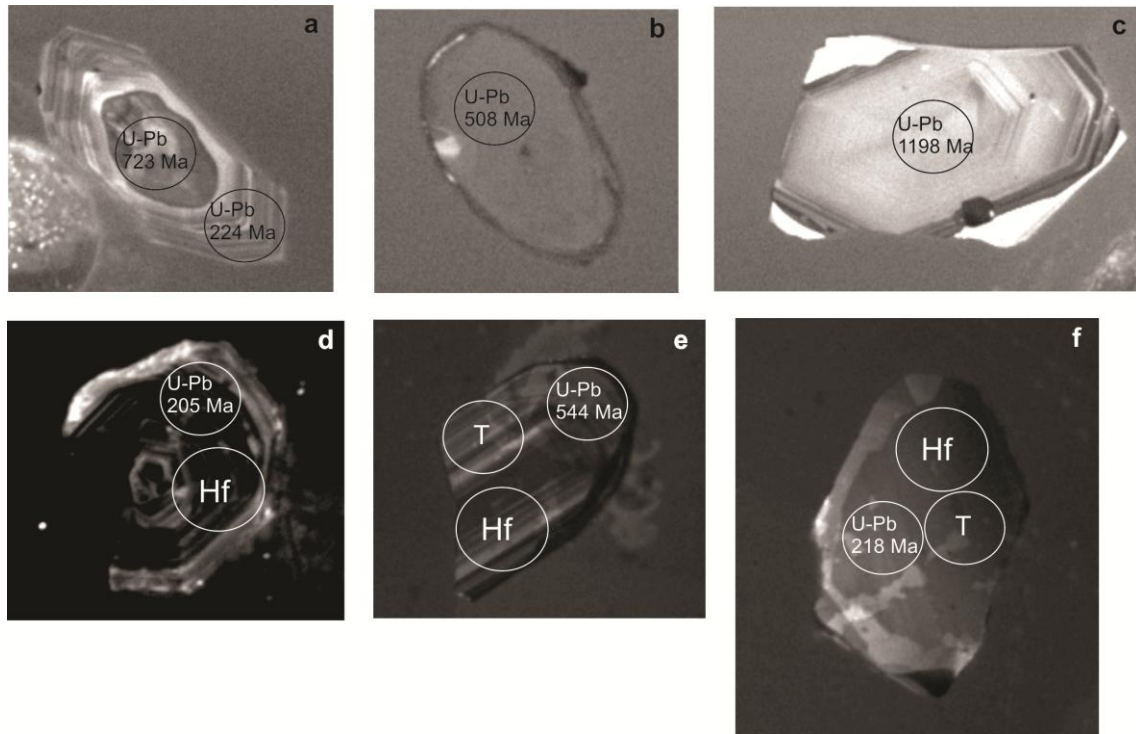 a
U-Pb
723 Ma
U-Pb
224 Ma
b
U-Pb
508 Ma
c
U-Pb
1198 Ma
d
U-Pb
205 Ma
Hf
e
U-Pb
544 Ma
T
Hf
f
Hf
U-Pb
218 Ma
T